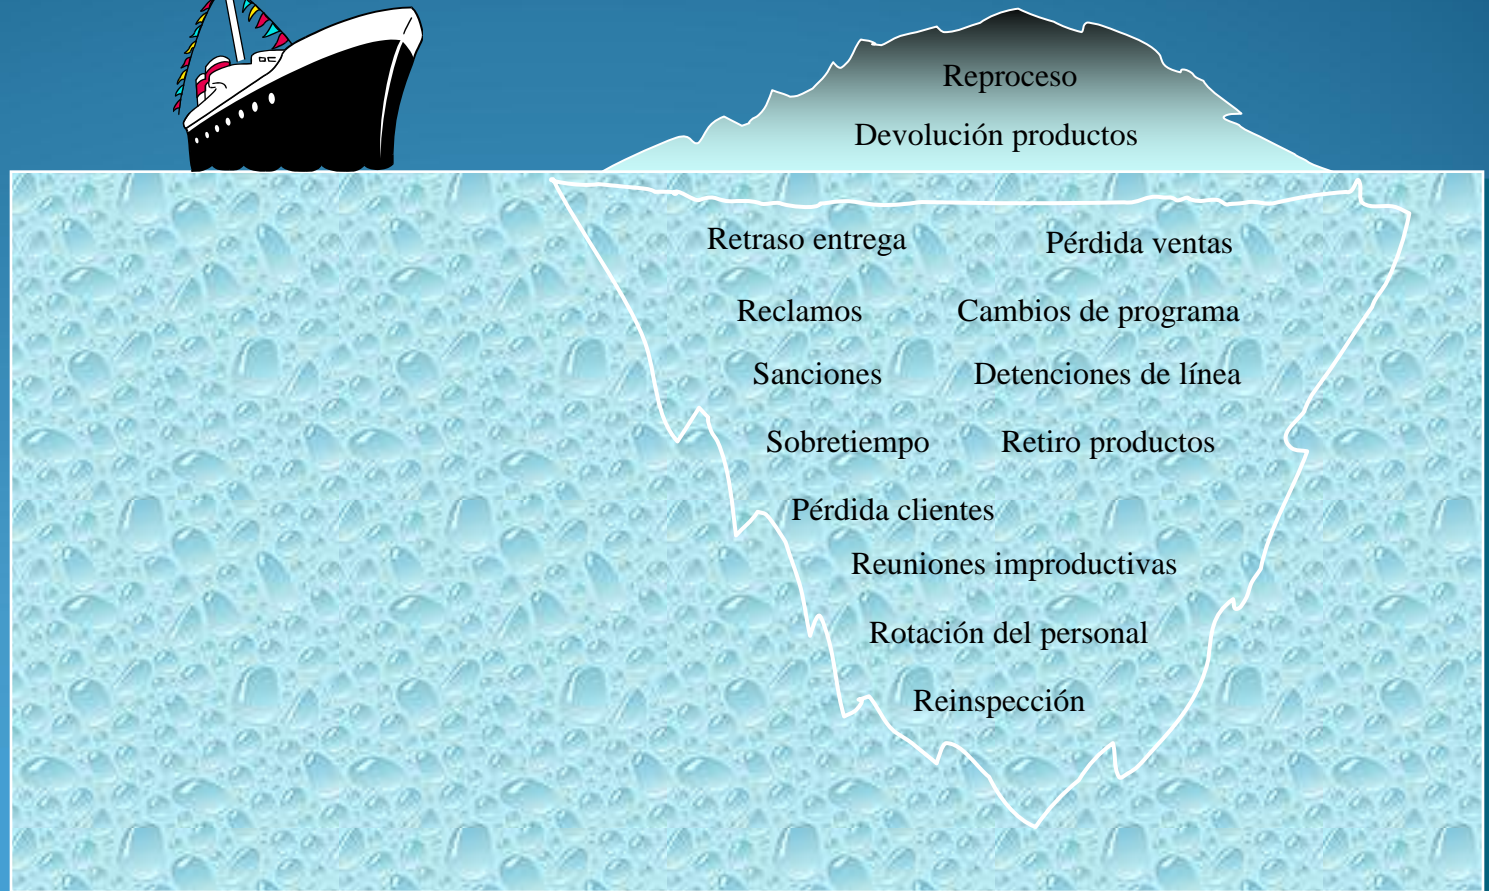 Reproceso
Devolución productos
Retraso entrega Pérdida ventas
Reclamos Cambios de programa
Sanciones Detenciones de línea
Sobretiempo Retiro productos
Pérdida clientes
Reuniones improductivas
Rotación del personal
Reinspección